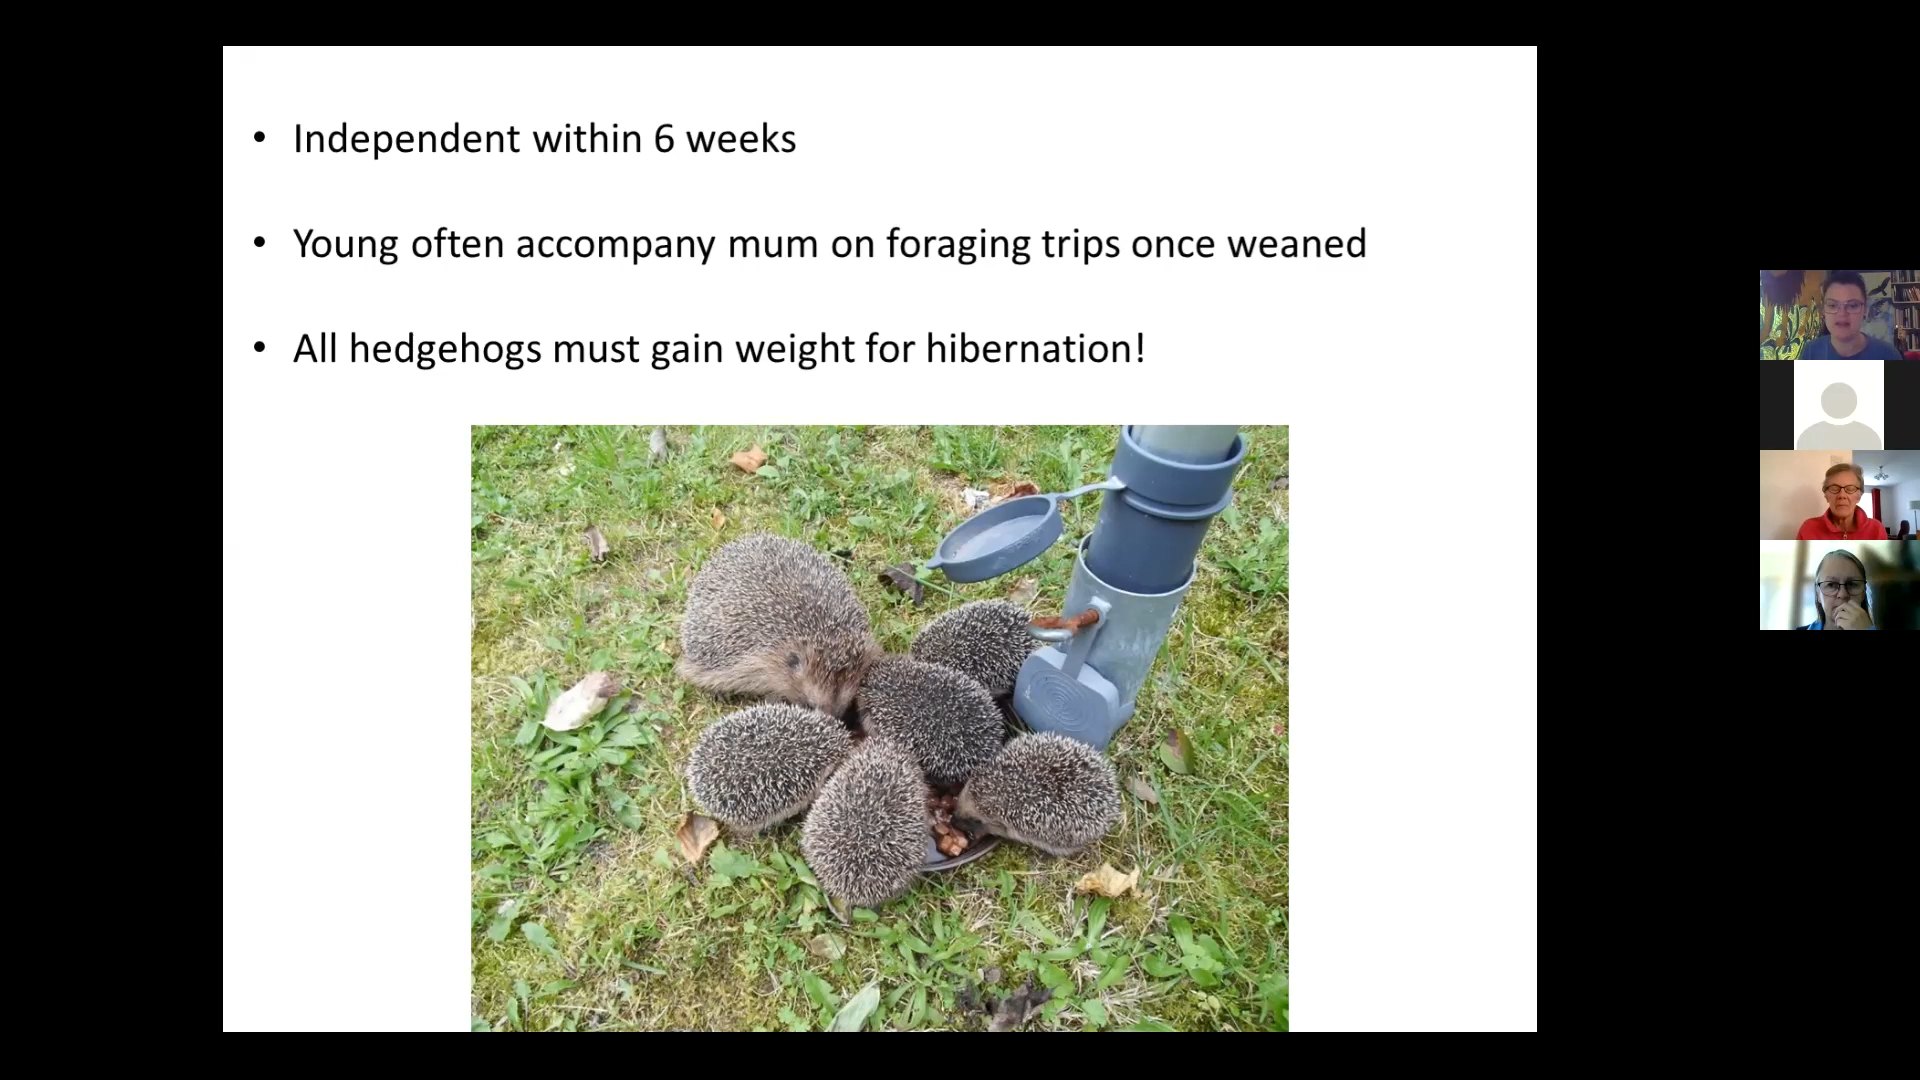 • Independent within 6 weeks
• Young often accompany mum on foraging trips once weaned
• All hedgehogs must gain weight for hibernation!